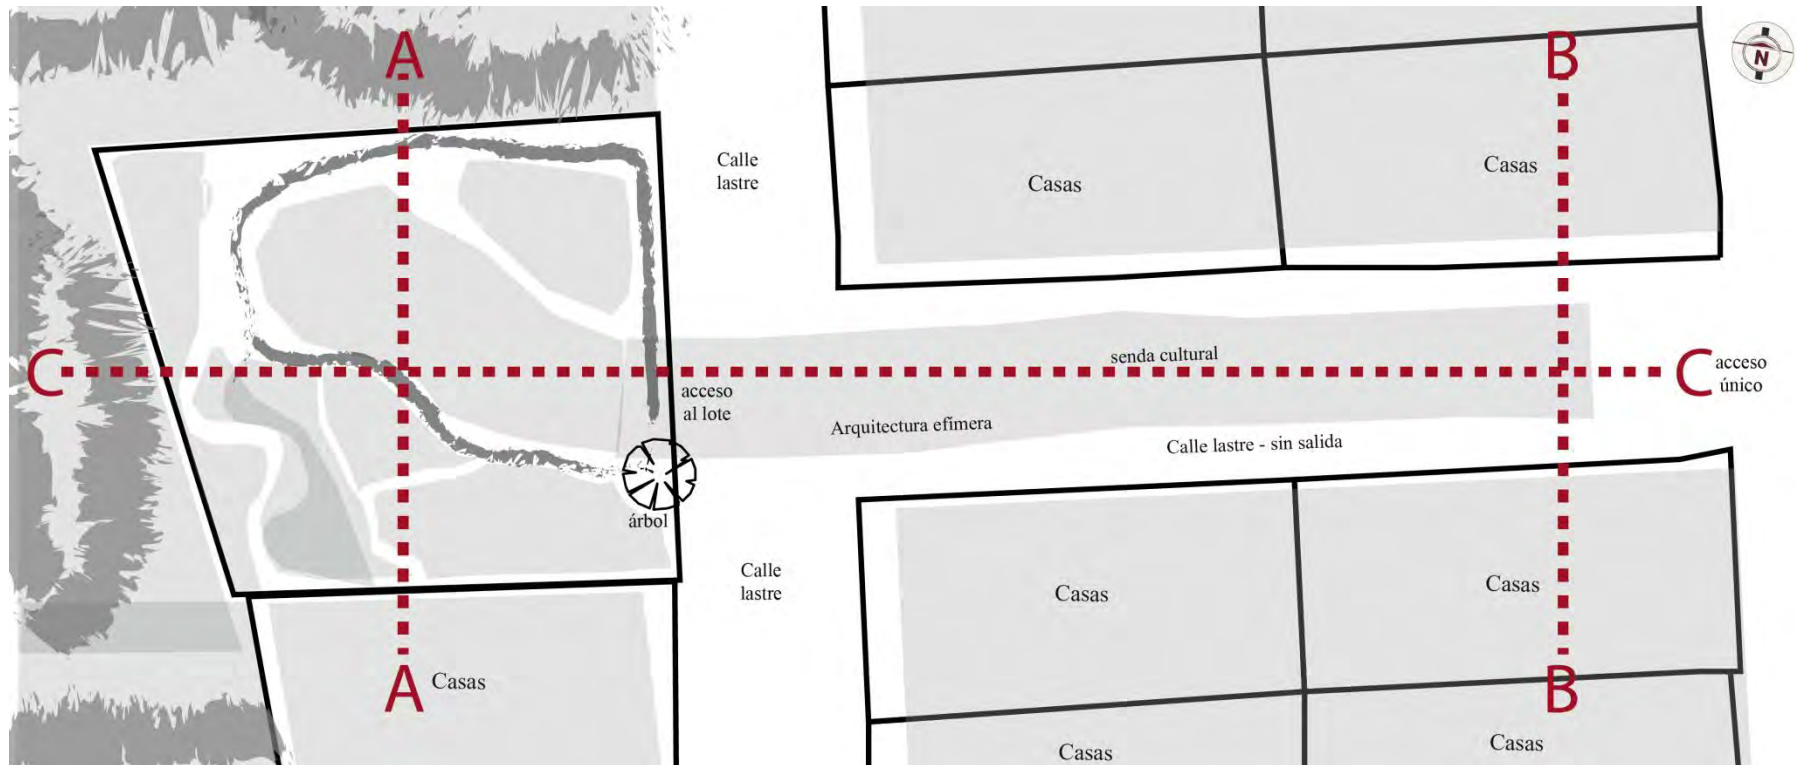 A
B
N
Calle
lastre
Casas
Casas
senda cultural
C
C
acceso
único
acceso
al lote
Arquitectura efímera
Calle lastre - sin salida
árbol
Calle
lastre
Casas
Casas
A
Casas
B
Casas
Casas